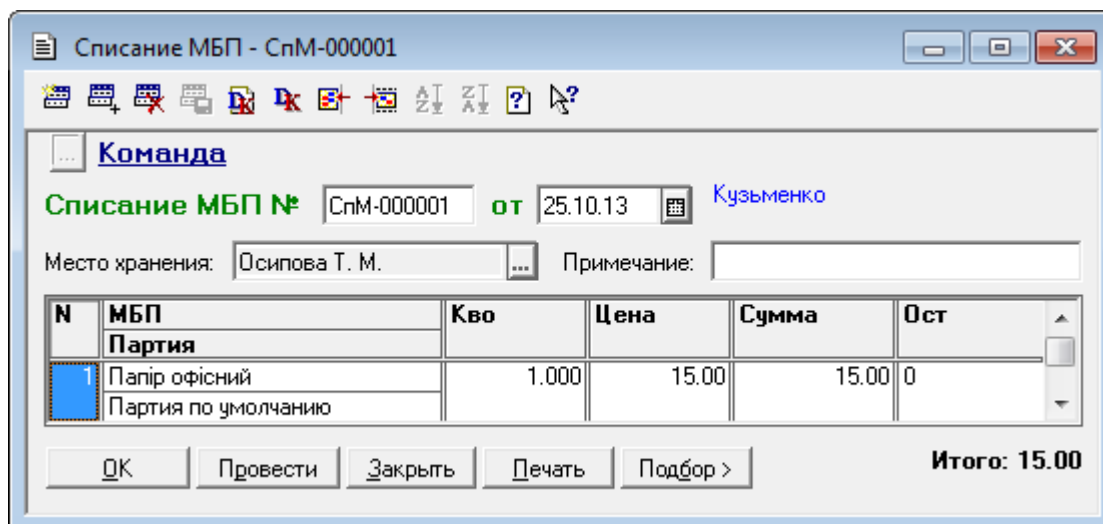 Списание МБП - СпМ-000001
... Команда
Списание МБП № СпМ-000001 от 25.10.13 Кузьменко
Место хранения: Осипова Т. М. ... Примечание:
N МБП Кво Цена Сумма Ост
Партия
1 Папір офісний 1.000 15.00 15.00 0
Партия по умолчанию
OK Провести Закрыть Печать Подбор > Итого: 15.00